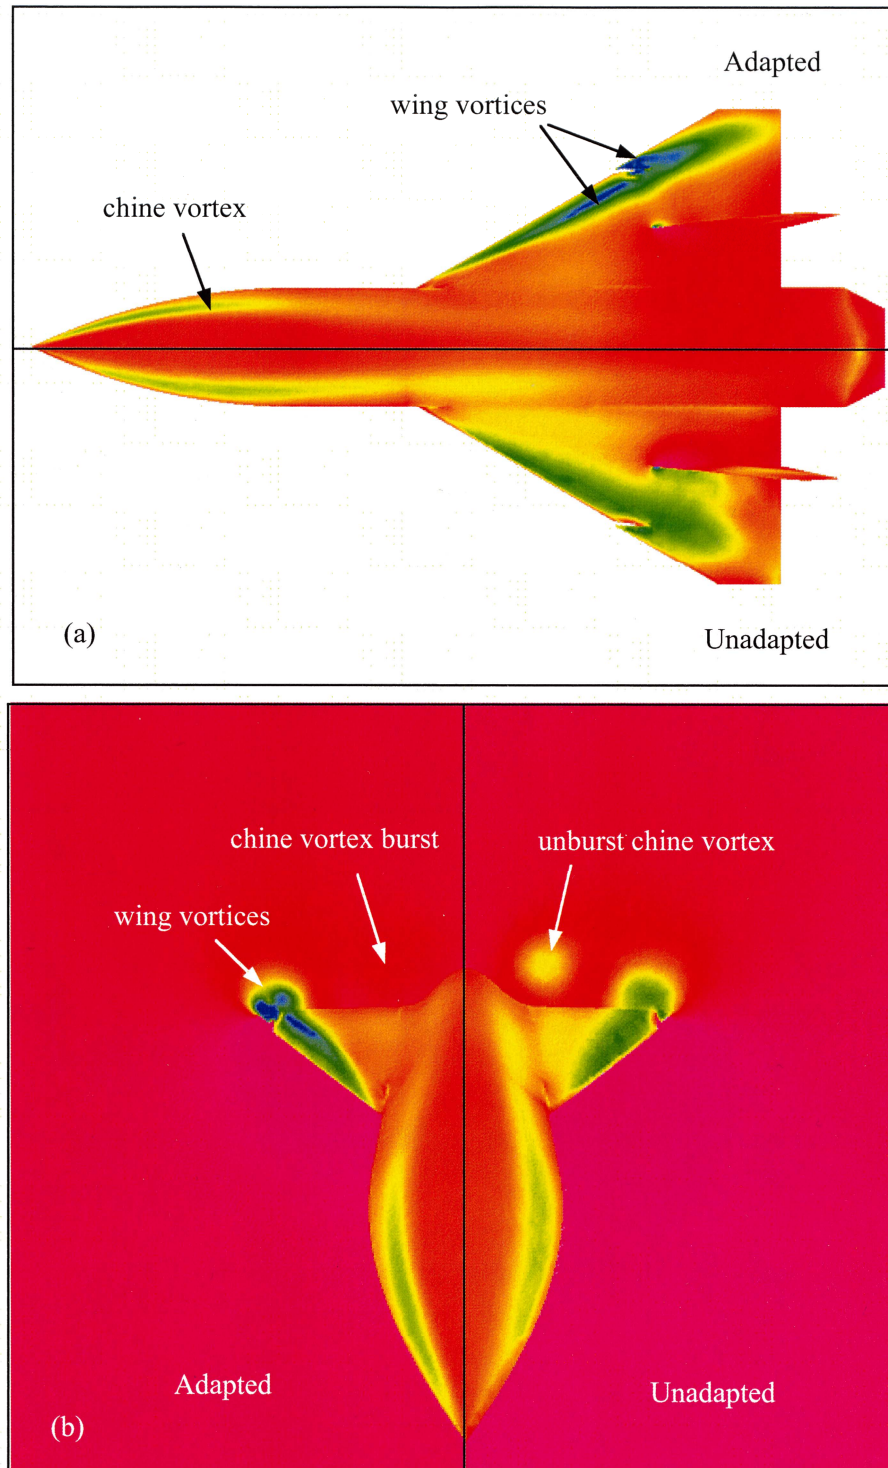 Adapted
wing vortices
chine vortex
(a)
Unadapted
chine vortex burst
unburst chine vortex
wing vortices
Adapted
Unadapted
(b)